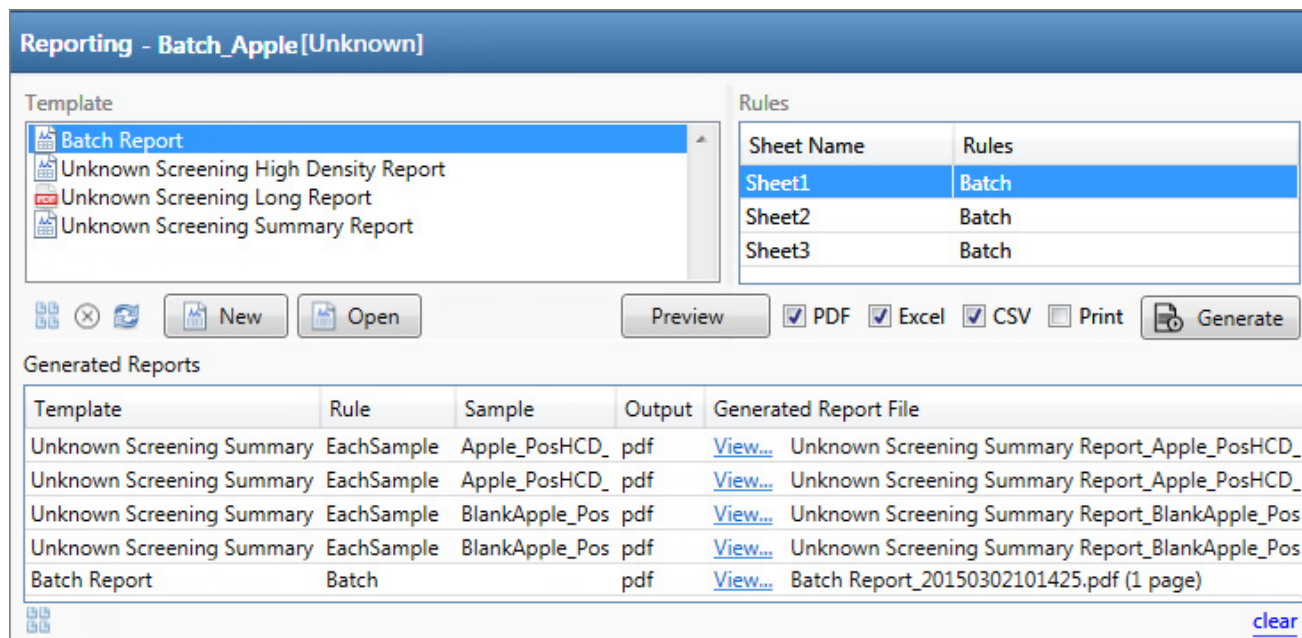 Reporting - Batch_Apple[Unknown]
Template
Rules
Batch Report
Unknown Screening High Density Report
Unknown Screening Long Report
Unknown Screening Summary Report
Sheet Name Rules
Sheet1 Batch
Sheet2 Batch
Sheet3 Batch
New Open Preview PDF Excel CSV Print Generate
Generated Reports
Template Rule Sample Output Generated Report File
Unknown Screening Summary EachSample Apple_PosHCD_ pdf View... Unknown Screening Summary Report_Apple_PosHCD_
Unknown Screening Summary EachSample Apple_PosHCD_ pdf View... Unknown Screening Summary Report_Apple_PosHCD_
Unknown Screening Summary EachSample BlankApple_Pos pdf View... Unknown Screening Summary Report_BlankApple_Pos
Unknown Screening Summary EachSample BlankApple_Pos pdf View... Unknown Screening Summary Report_BlankApple_Pos
Batch Report Batch pdf View... Batch Report_20150302101425.pdf (1 page)
clear